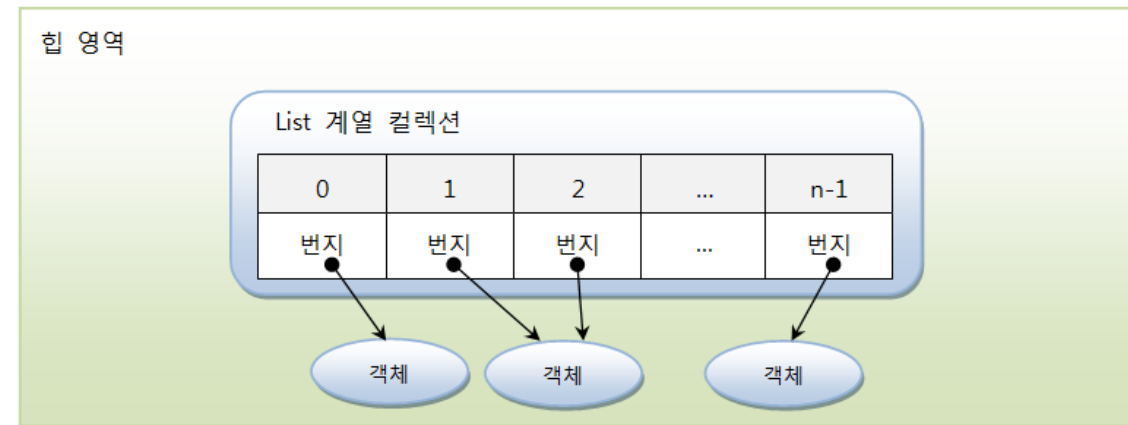 힙 영역
List 계열 컬렉션
0 1 2 ... n-1
번지 번지 번지 ... 번지
객체 객체 객체